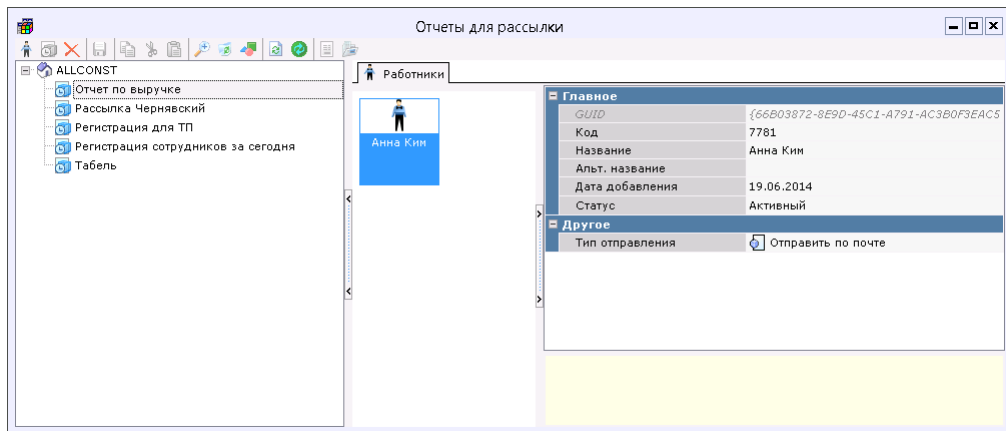 Отчеты для рассылки
ALLCONST
Отчет по выручке
Рассылка Чернявский
Регистрация для ТП
Регистрация сотрудников за сегодня
Табель
Работники
Анна Ким
Главное
GUID {66B03872-8E9D-45C1-A791-AC3B0F3EAC5
Код 7781
Название Анна Ким
Альт. название
Дата добавления 19.06.2014
Статус Активный
Другое
Тип отправления Отправить по почте